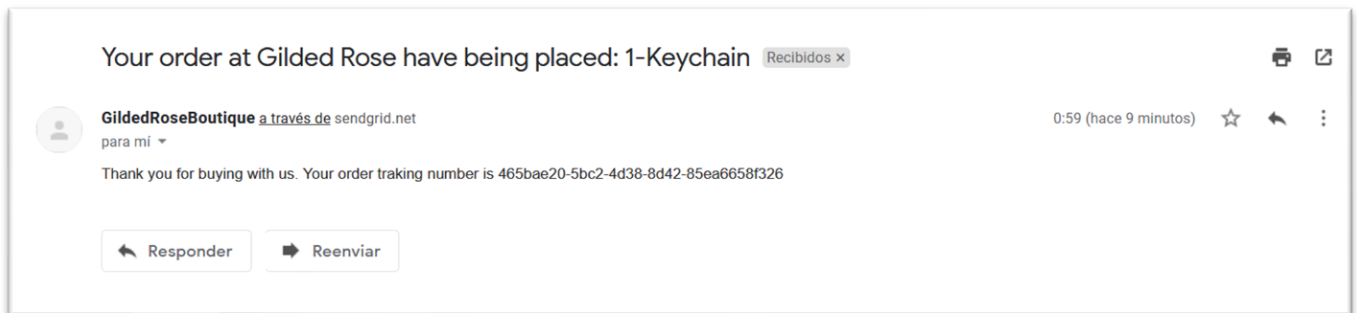 Your order at Gilded Rose have being placed: 1-Keychain Recibidos ×
GildedRoseBoutique a través de sendgrid.net 0:59 (hace 9 minutos)
para mí
Thank you for buying with us. Your order traking number is 465bae20-5bc2-4d38-8d42-85ea6658f326
Responder Reenviar